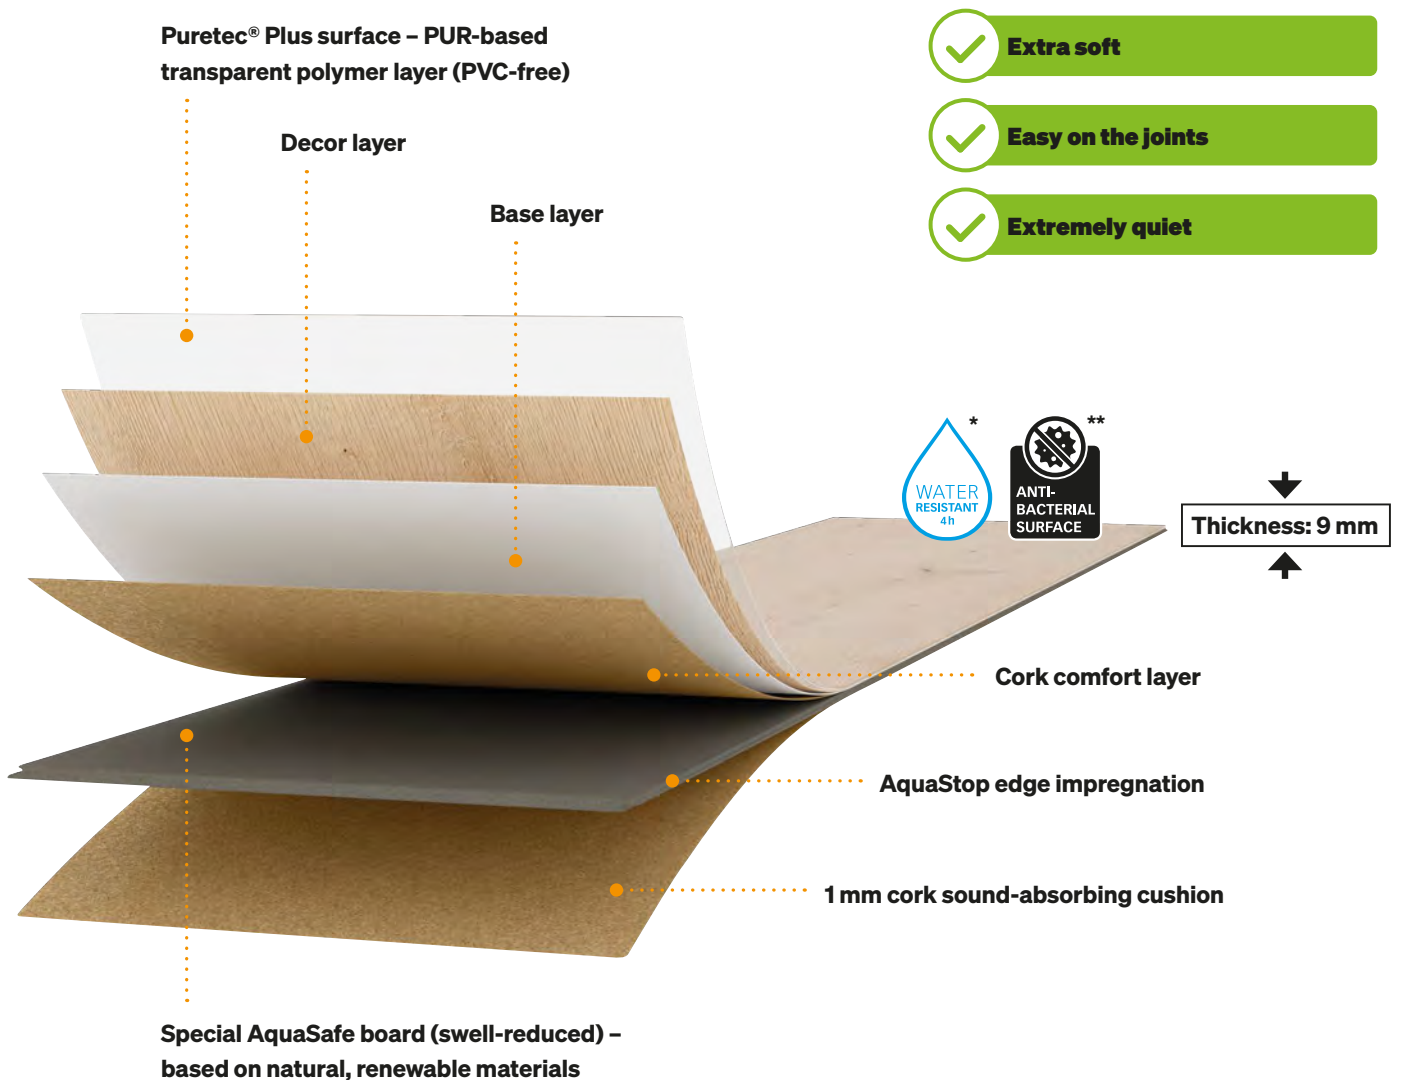 Puretec® Plus surface – PUR-based
transparent polymer layer (PVC-free)
Decor layer
Base layer
Extra soft
Easy on the joints
Extremely quiet
*
WATER
RESISTANT
4 h
**
ANTI-
BACTERIAL
SURFACE
Thickness: 9 mm
Cork comfort layer
AquaStop edge impregnation
1 mm cork sound-absorbing cushion
Special AquaSafe board (swell-reduced) –
based on natural, renewable materials